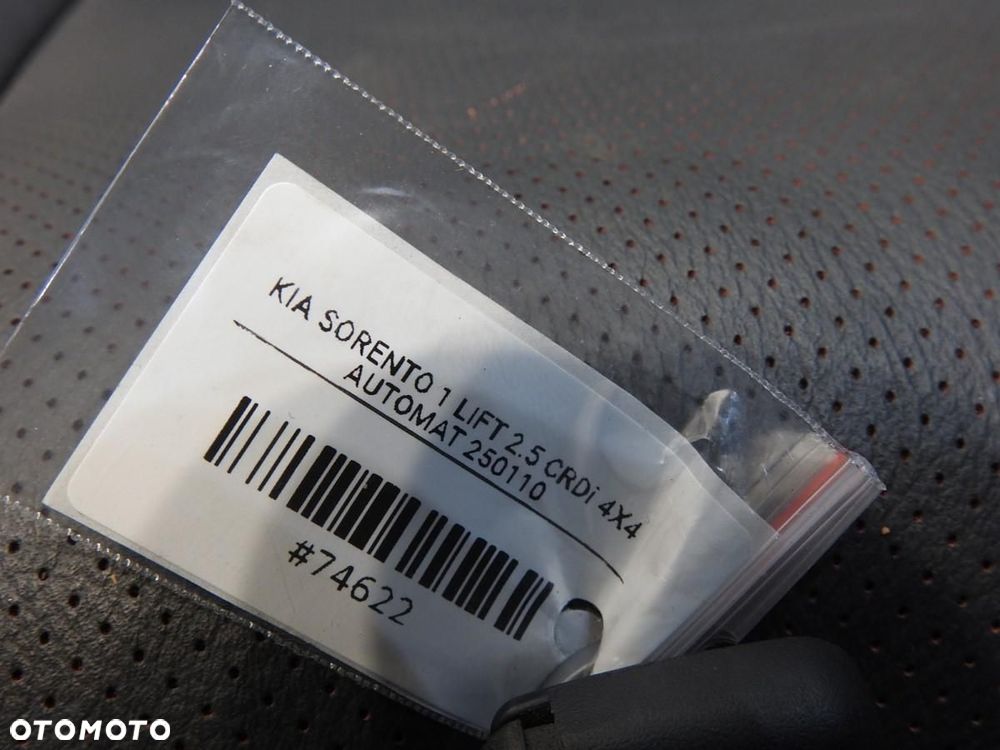 KIA SORENTO 1 LIFT 2.5 CRDi 4X4
AUTOMAT 250110
#74622
OTOMOTO